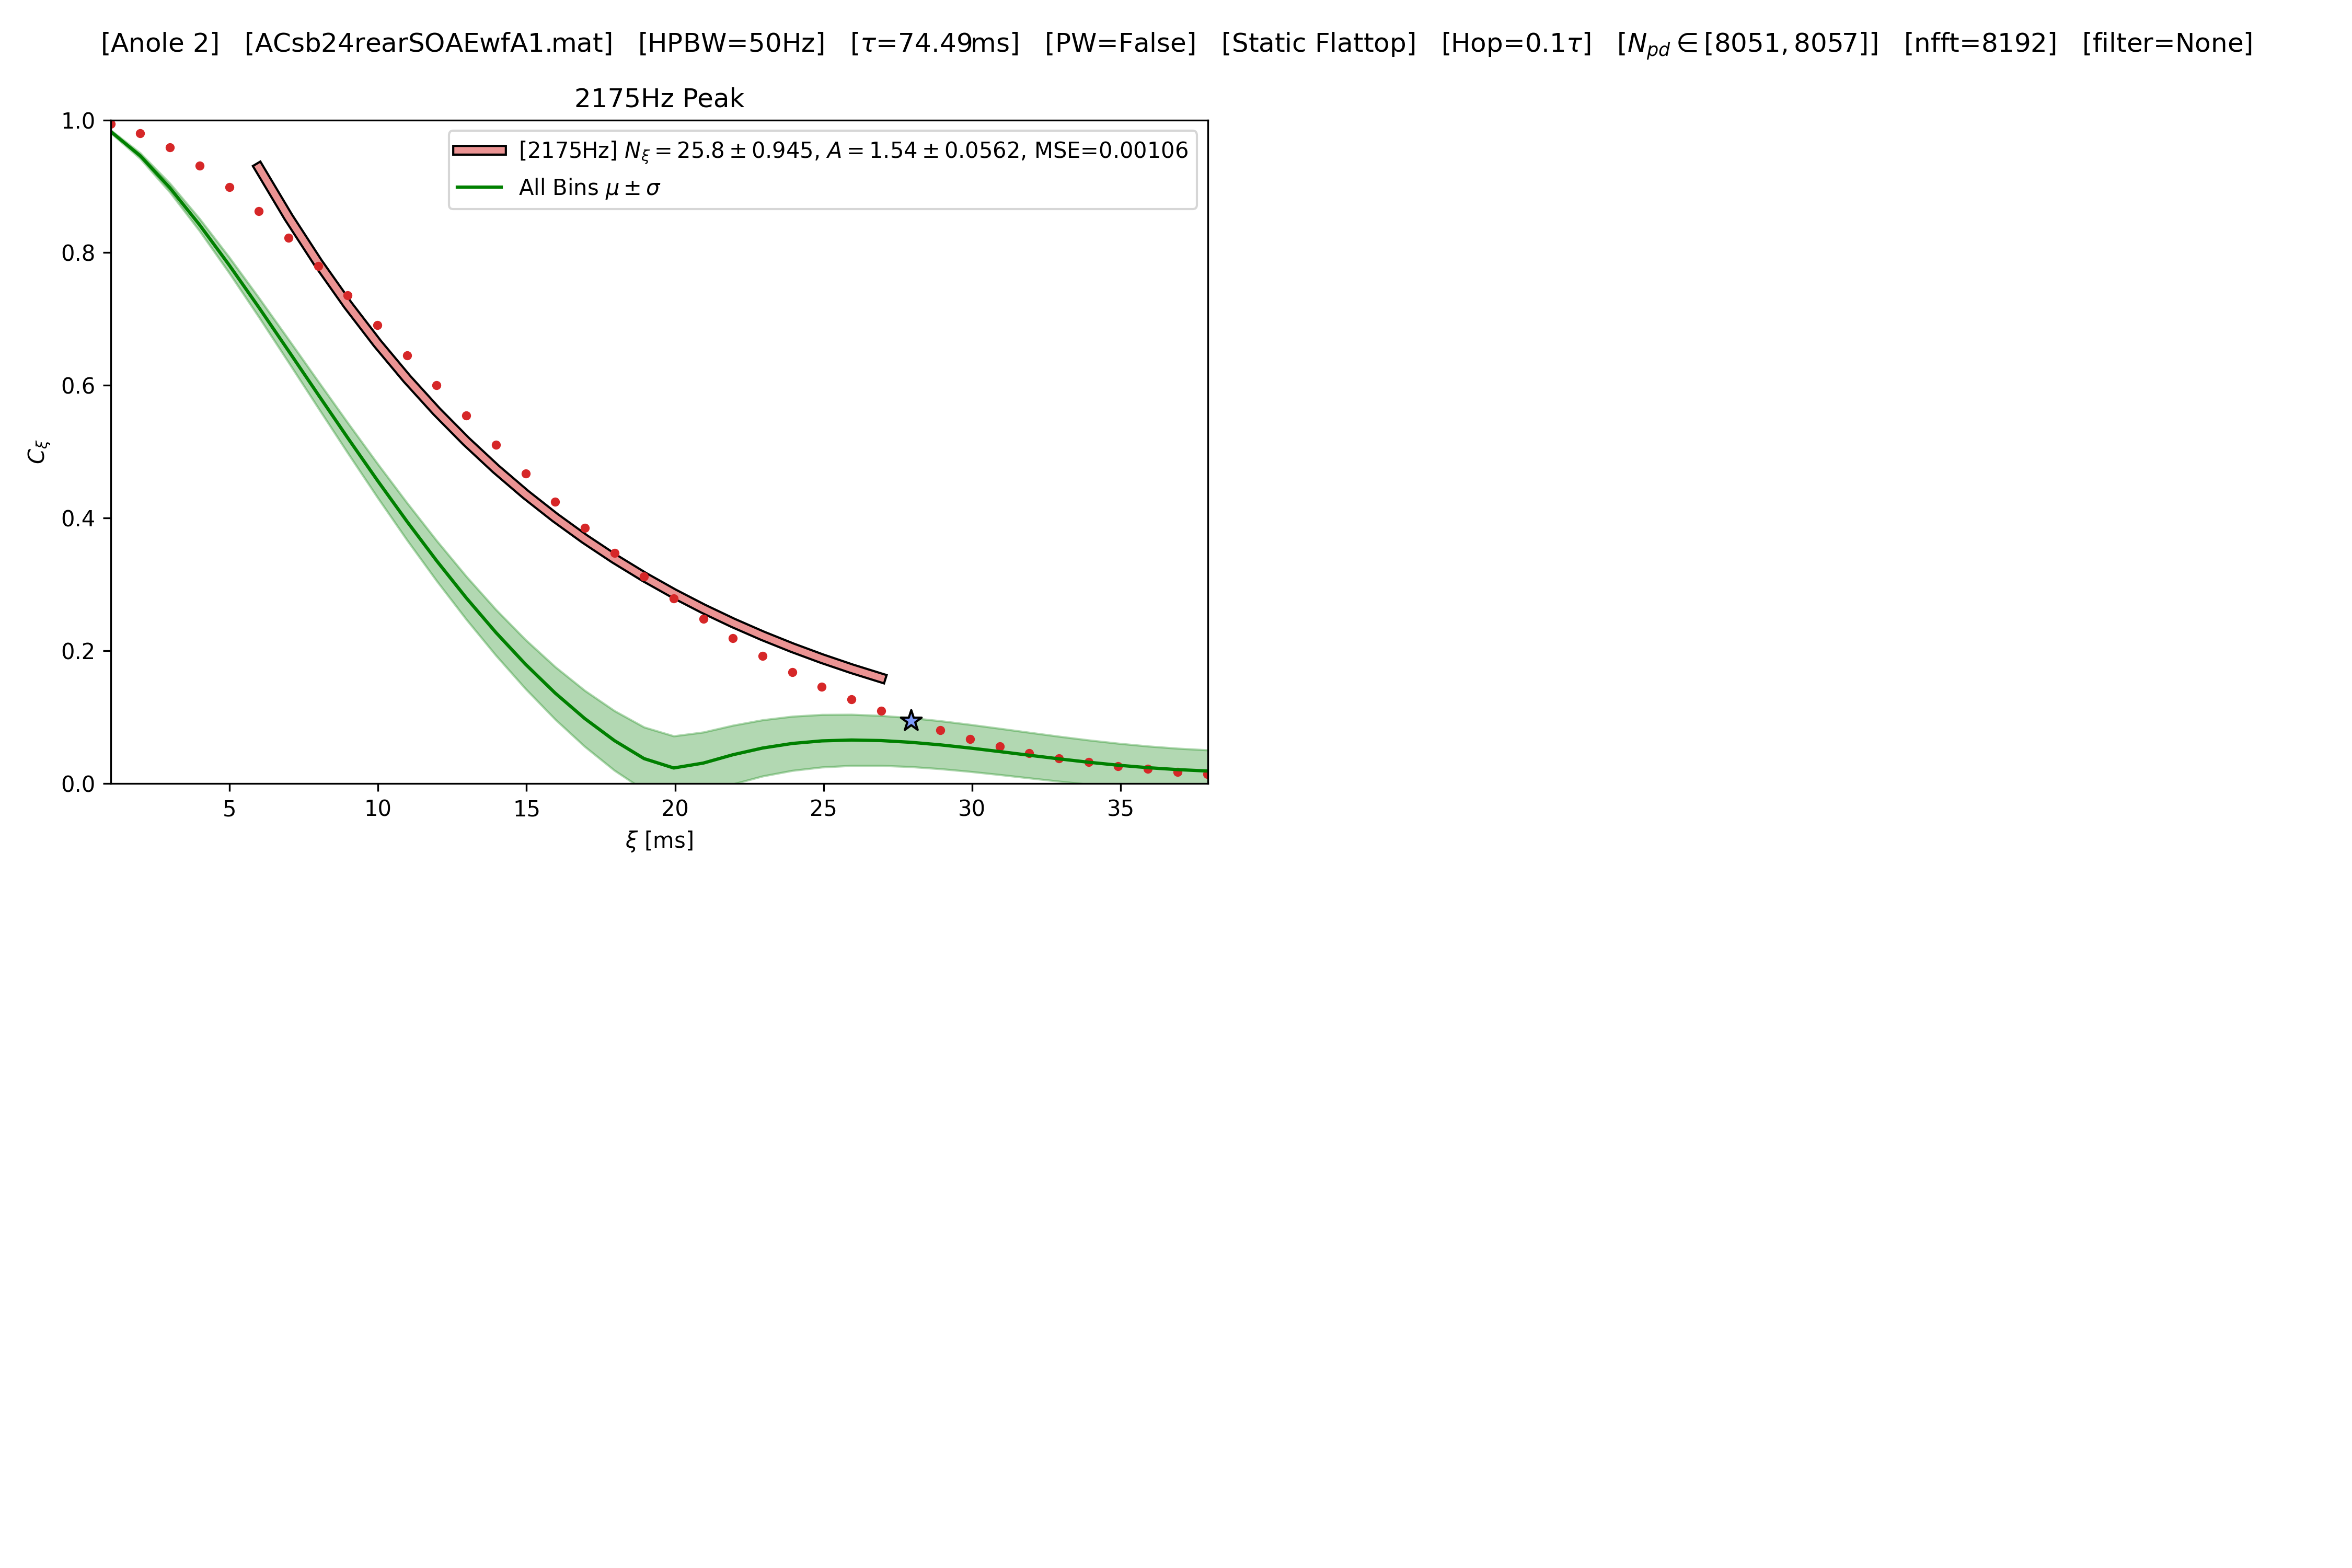 [Anole 2] [ACsb24rearSOAEwfA1.mat] [HPBW=50Hz] [τ=74.49ms] [PW=False] [Static Flattop] [Hop=0.1τ] [N_pd ∈ [8051, 8057]] [nfft=8192] [filter=None]
2175Hz Peak
[2175Hz] N_ξ = 25.8 ± 0.945, A = 1.54 ± 0.0562, MSE=0.00106
All Bins μ ± σ
1.0
0.8
0.6
0.4
0.2
0.0
C_ξ
5 10 15 20 25 30 35
ξ [ms]